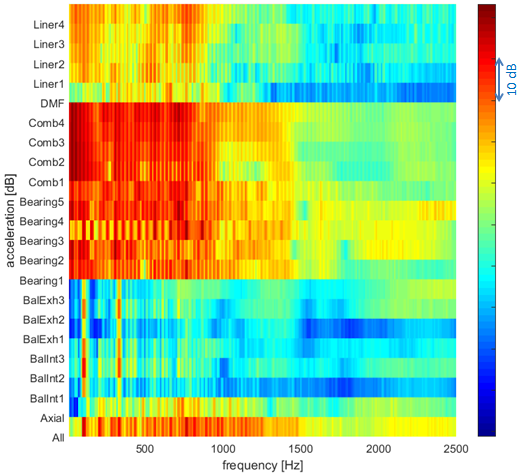 Liner4
Liner3
Liner2
Liner1
DMF
Comb4
Comb3
Comb2
Comb1
Bearing5
Bearing4
Bearing3
Bearing2
Bearing1
BalExh3
BalExh2
BalExh1
BalInt3
BalInt2
BalInt1
Axial
All
acceleration [dB]
500 1000 1500 2000 2500
frequency [Hz]
10 dB